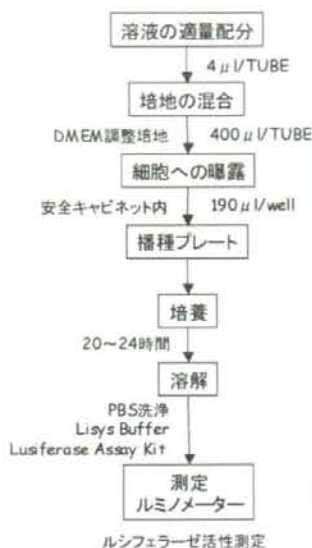 溶液の適量配分
4μl/TUBE
培地の混合
DMEM調整培地 400μl/TUBE
細胞への曝露
安全キャビネット内 190μl/well
播種プレート
培養
20～24時間
溶解
PBS洗浄
Lisys Buffer
Lusiferase Assay Kit
測定
ルミノメーター
ルシフェラーゼ活性測定